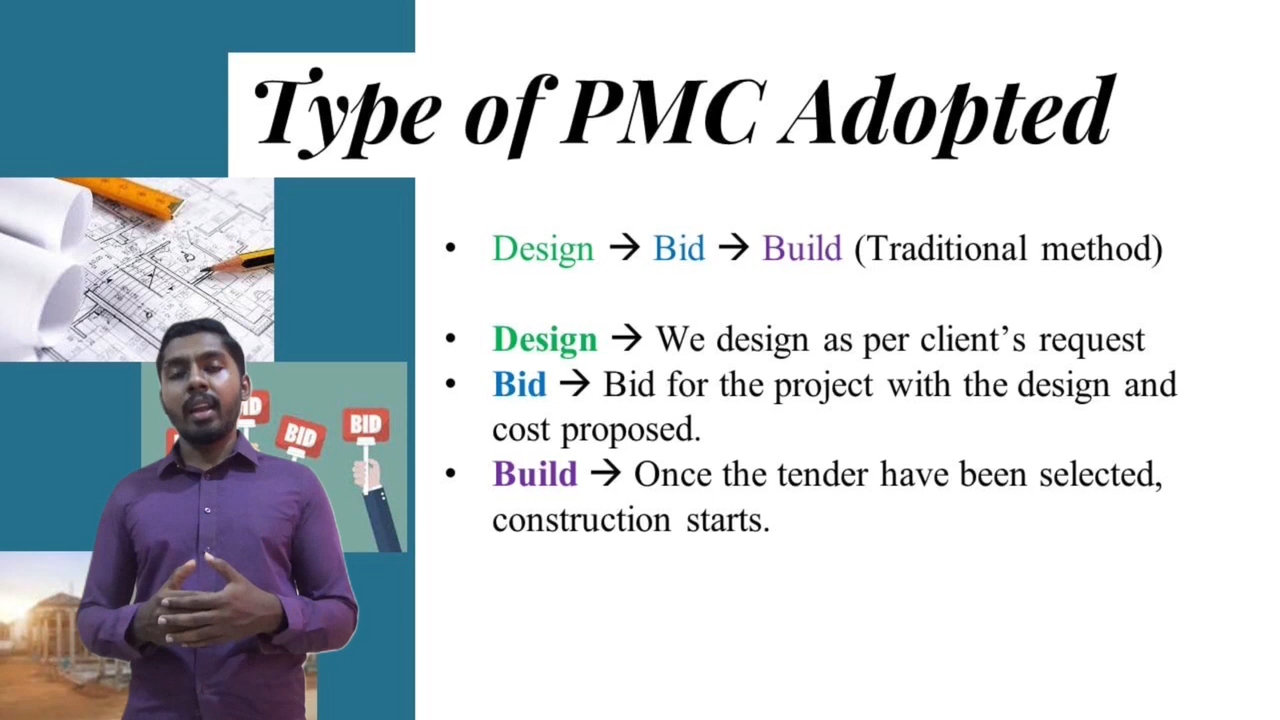 Type of PMC Adopted
• Design → Bid → Build (Traditional method)
• Design → We design as per client's request
• Bid → Bid for the project with the design and
cost proposed.
• Build → Once the tender have been selected,
construction starts.
BID
BID